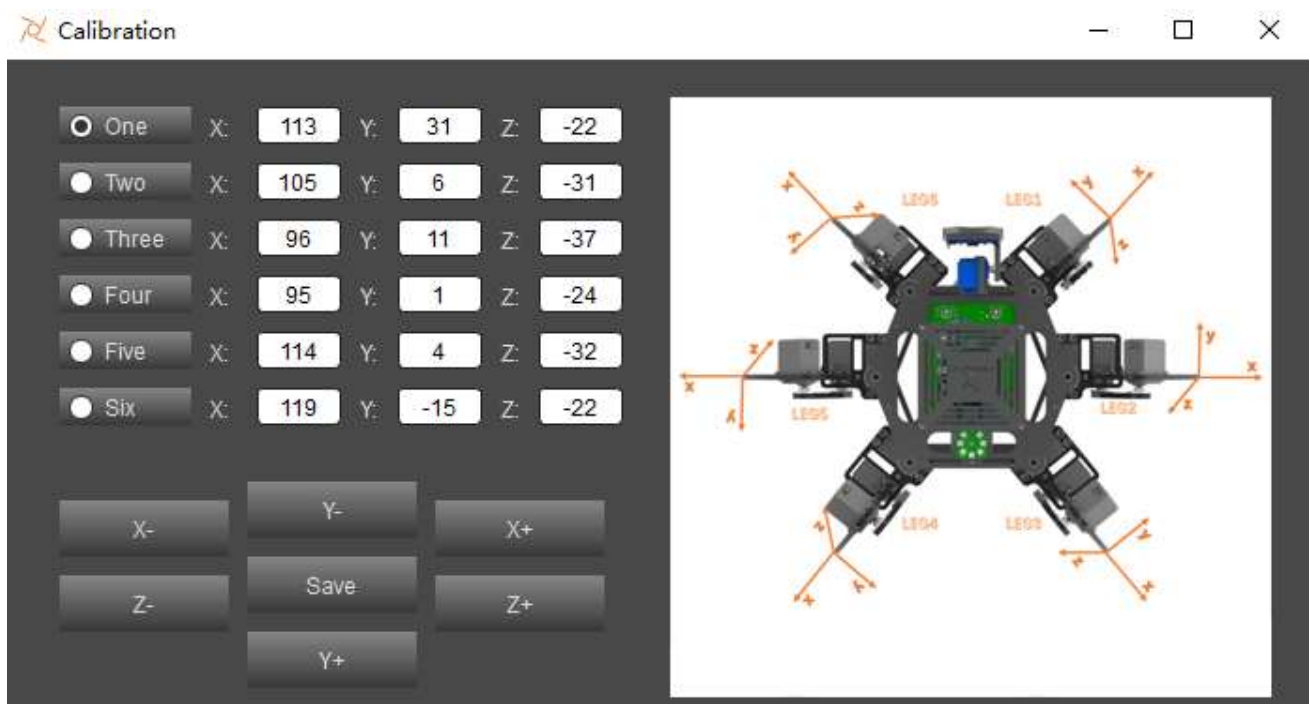 Calibration
One X: 113 Y: 31 Z: -22
Two X: 105 Y: 6 Z: -31
Three X: 96 Y: 11 Z: -37
Four X: 95 Y: 1 Z: -24
Five X: 114 Y: 4 Z: -32
Six X: 119 Y: -15 Z: -22
X- Y- X+
Z- Save Z+
Y+
x z y LEG6 LEG1 y x z
z x y LEG5 LEG2 y x z
z y x LEG4 LEG3 y z x